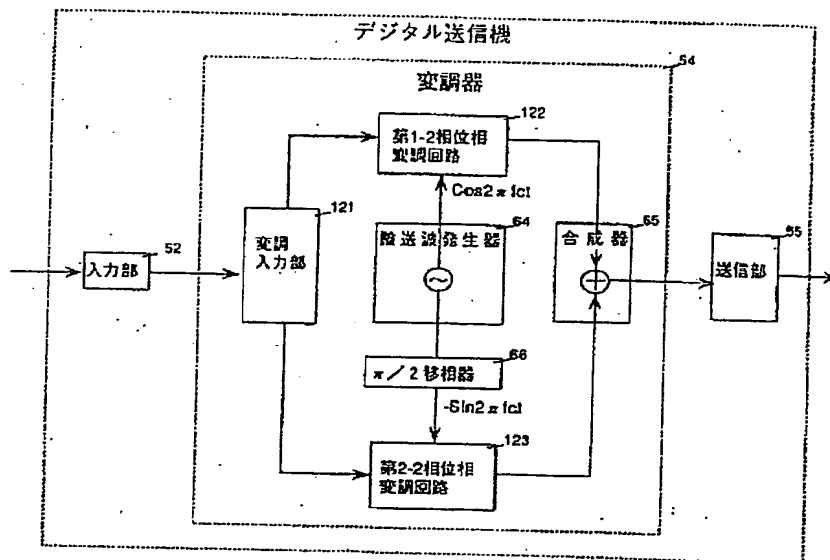 デジタル送信機
54
変調器
122
第1-2相位相
変調回路
Cos2πfct
121
変調
入力部
64
搬送波発生器
65
合成器
55
送信部
52
入力部
66
π/2移相器
-Sin2πfct
123
第2-2相位相
変調回路